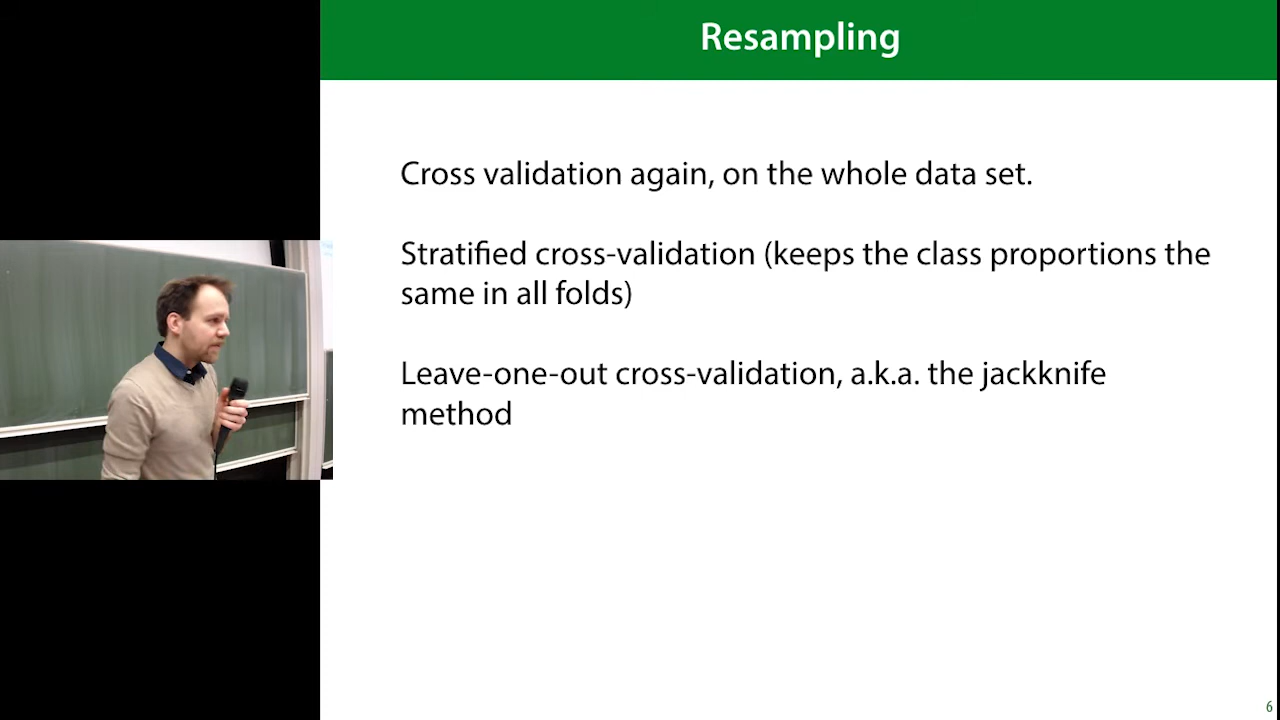 Resampling
Cross validation again, on the whole data set.
Stratified cross-validation (keeps the class proportions the
same in all folds)
Leave-one-out cross-validation, a.k.a. the jackknife
method
6